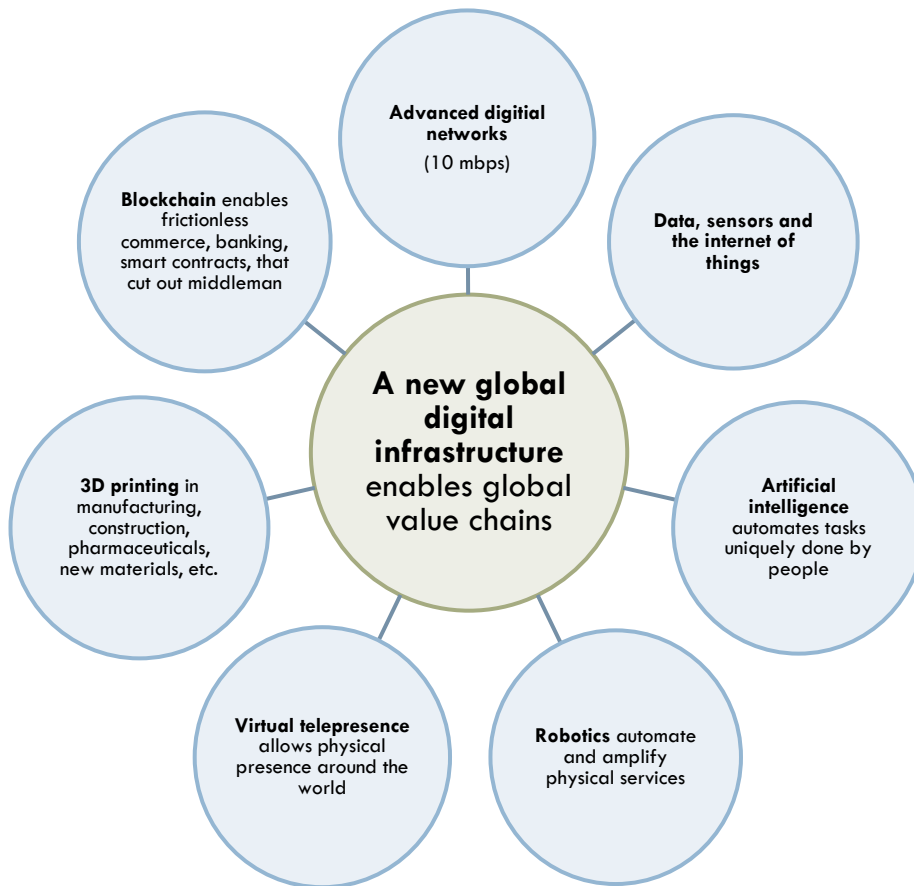 Advanced digitial
networks
(10 mbps)
Data, sensors and
the internet of
things
Artificial
intelligence
automates tasks
uniquely done by
people
Robotics automate
and amplify
physical services
Virtual telepresence
allows physical
presence around the
world
3D printing in
manufacturing,
construction,
pharmaceuticals,
new materials, etc.
Blockchain enables
frictionless
commerce, banking,
smart contracts, that
cut out middleman
A new global
digital
infrastructure
enables global
value chains